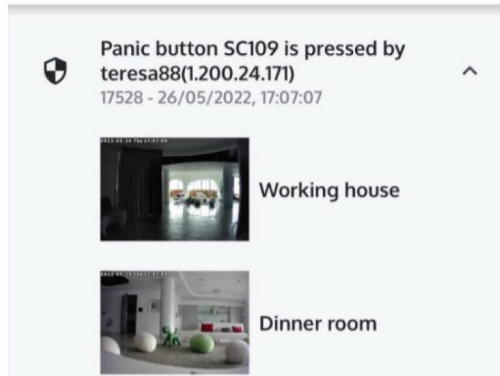 Panic button SC109 is pressed by
teresa88(1.200.24.171)
17528 - 26/05/2022, 17:07:07
Working house
Dinner room